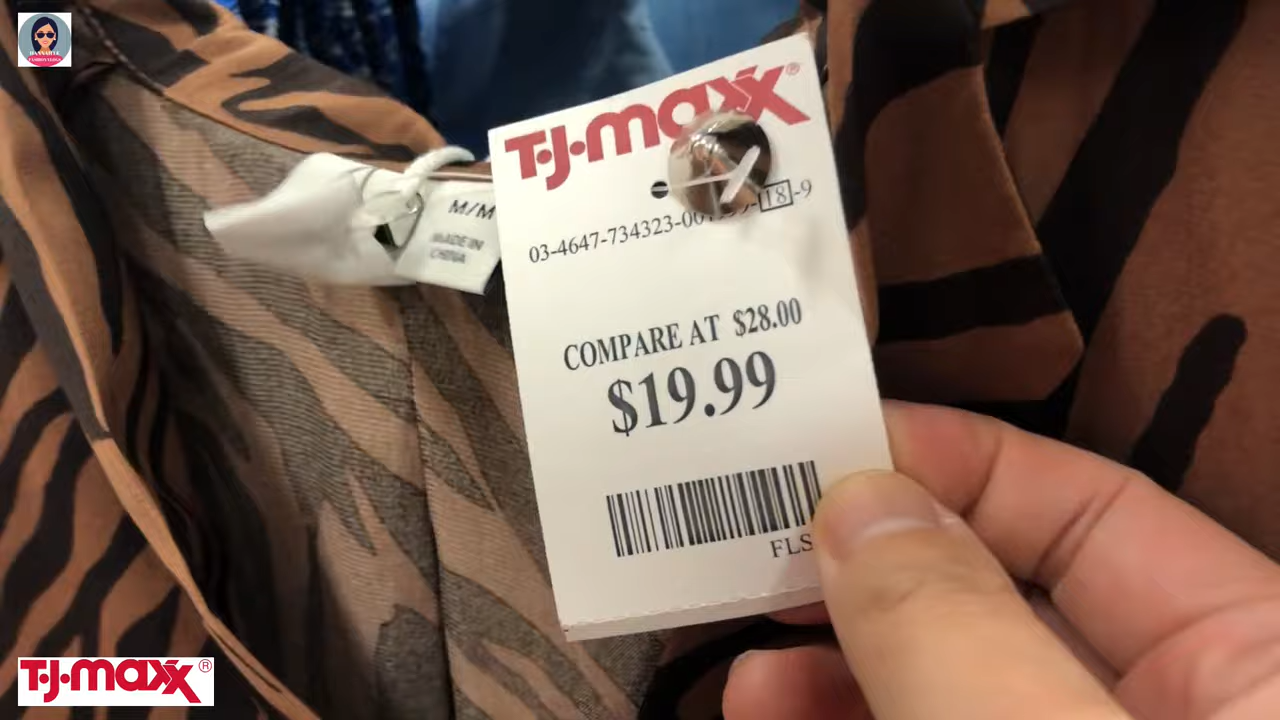 T·J·maxx®
03-4647-734323-00 -18-9
M/M
MADE IN
CHINA
COMPARE AT $28.00
$19.99
FLS
T·J·maxx®